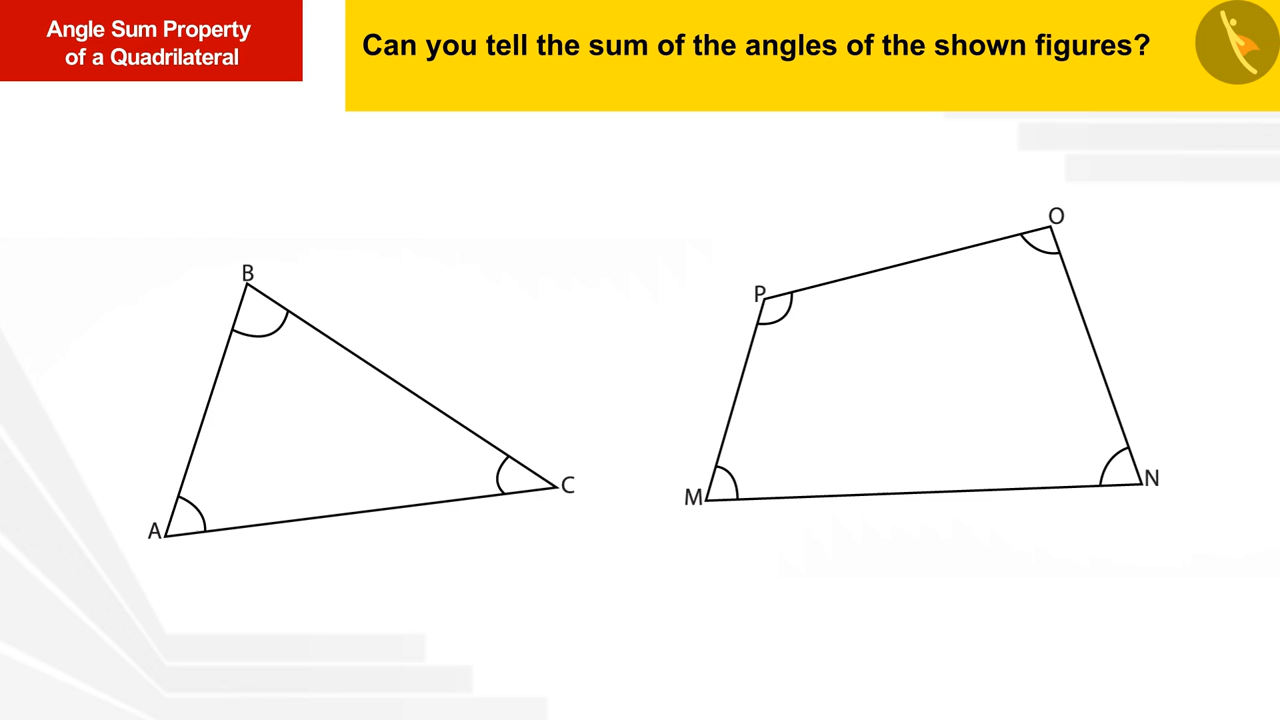 Angle Sum Property
of a Quadrilateral
Can you tell the sum of the angles of the shown figures?
B
A
C
P
O
M
N